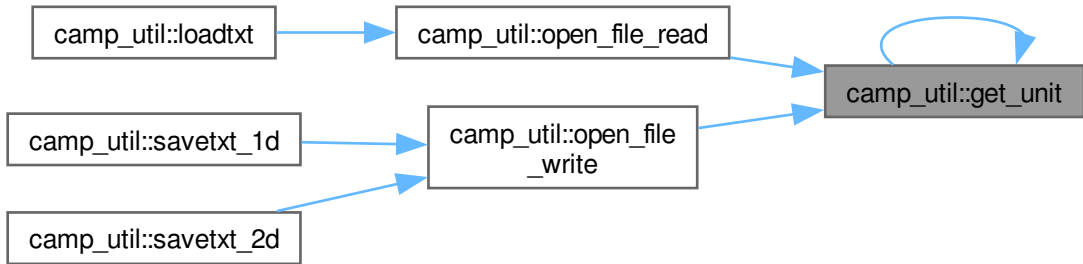 camp_util::loadtxt
camp_util::open_file_read
camp_util::get_unit
camp_util::savetxt_1d
camp_util::open_file
_write
camp_util::savetxt_2d